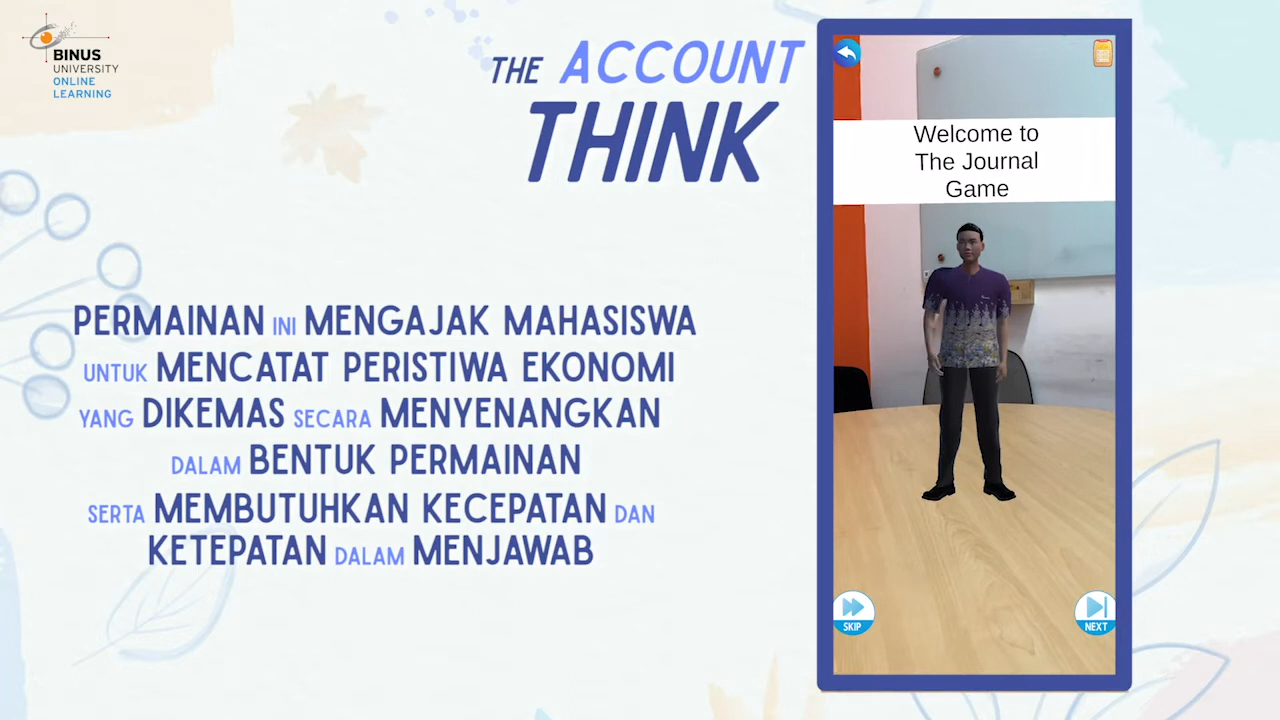 BINUS
UNIVERSITY
ONLINE
LEARNING
THE ACCOUNT
THINK
PERMAINAN INI MENGAJAK MAHASISWA
UNTUK MENCATAT PERISTIWA EKONOMI
YANG DIKEMAS SECARA MENYENANGKAN
DALAM BENTUK PERMAINAN
SERTA MEMBUTUHKAN KECEPATAN DAN
KETEPATAN DALAM MENJAWAB
Welcome to
The Journal
Game
SKIP
NEXT